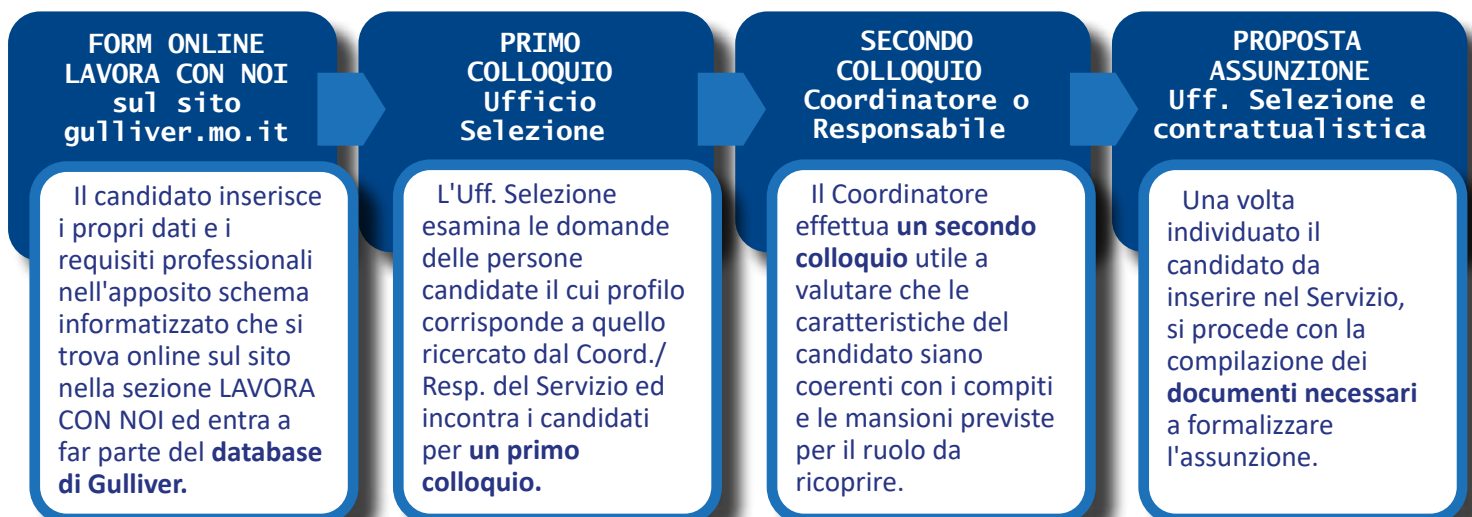 FORM ONLINE
LAVORA CON NOI
sul sito
gulliver.mo.it
Il candidato inserisce
i propri dati e i
requisiti professionali
nell'apposito schema
informatizzato che si
trova online sul sito
nella sezione LAVORA
CON NOI ed entra a
far parte del database
di Gulliver.
PRIMO
COLLOQUIO
Ufficio
Selezione
L'Uff. Selezione
esamina le domande
delle persone
candidate il cui profilo
corrisponde a quello
ricercato dal Coord./
Resp. del Servizio ed
incontra i candidati
per un primo
colloquio.
SECONDO
COLLOQUIO
Coordinatore o
Responsabile
Il Coordinatore
effettua un secondo
colloquio utile a
valutare che le
caratteristiche del
candidato siano
coerenti con i compiti
e le mansioni previste
per il ruolo da
ricoprire.
PROPOSTA
ASSUNZIONE
Uff. Selezione e
contrattualistica
Una volta
individuato il
candidato da
inserire nel Servizio,
si procede con la
compilazione dei
documenti necessari
a formalizzare
l'assunzione.